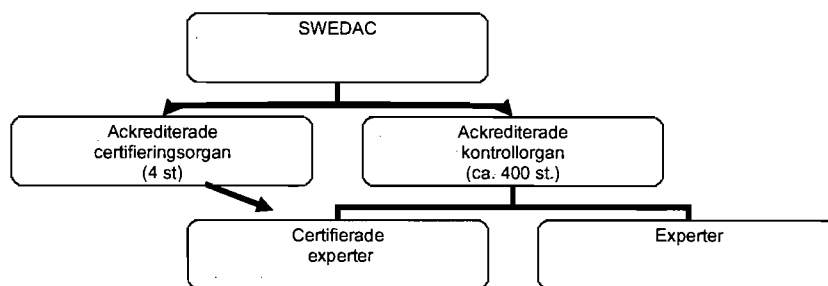 SWEDAC
Ackrediterade
certifieringsorgan
(4 st)
Ackrediterade
kontrollorgan
(ca. 400 st.)
Certifierade
experter
Experter